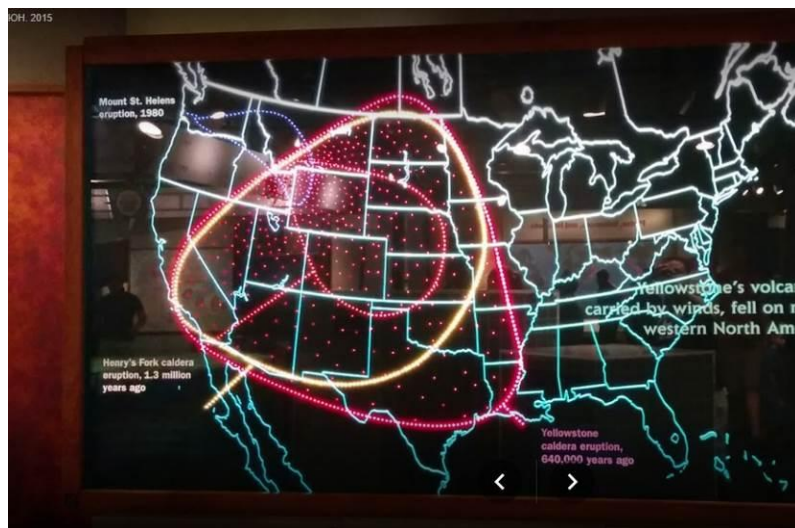 IOH. 2015
Mount St. Helens
eruption, 1980
Yellowstone's volca
carried by winds, fell on
western North Am
Henry's Fork caldera
eruption, 1.3 million
years ago
Yellowstone
caldera eruption,
640,000 years ago